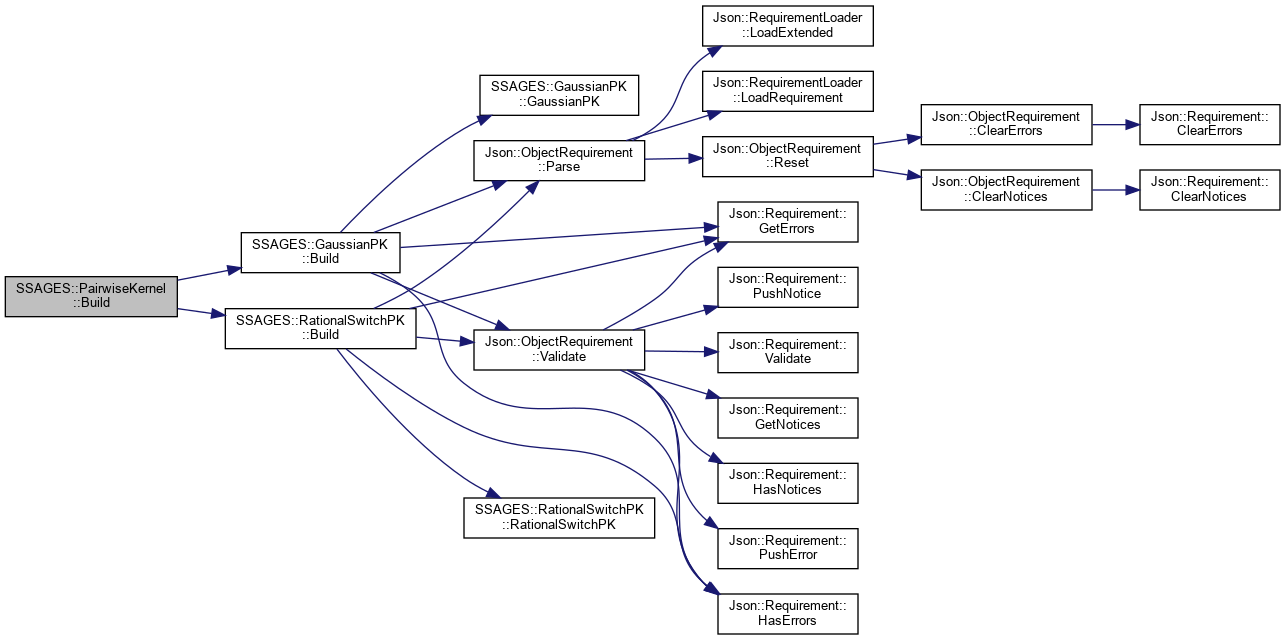 SSAGES::PairwiseKernel
::Build
SSAGES::GaussianPK
::Build
SSAGES::RationalSwitchPK
::Build
SSAGES::GaussianPK
::GaussianPK
Json::ObjectRequirement
::Parse
Json::ObjectRequirement
::Validate
SSAGES::RationalSwitchPK
::RationalSwitchPK
Json::RequirementLoader
::LoadExtended
Json::RequirementLoader
::LoadRequirement
Json::ObjectRequirement
::Reset
Json::Requirement::
GetErrors
Json::Requirement::
PushNotice
Json::Requirement::
Validate
Json::Requirement::
GetNotices
Json::Requirement::
HasNotices
Json::Requirement::
PushError
Json::Requirement::
HasErrors
Json::ObjectRequirement
::ClearErrors
Json::ObjectRequirement
::ClearNotices
Json::Requirement::
ClearErrors
Json::Requirement::
ClearNotices